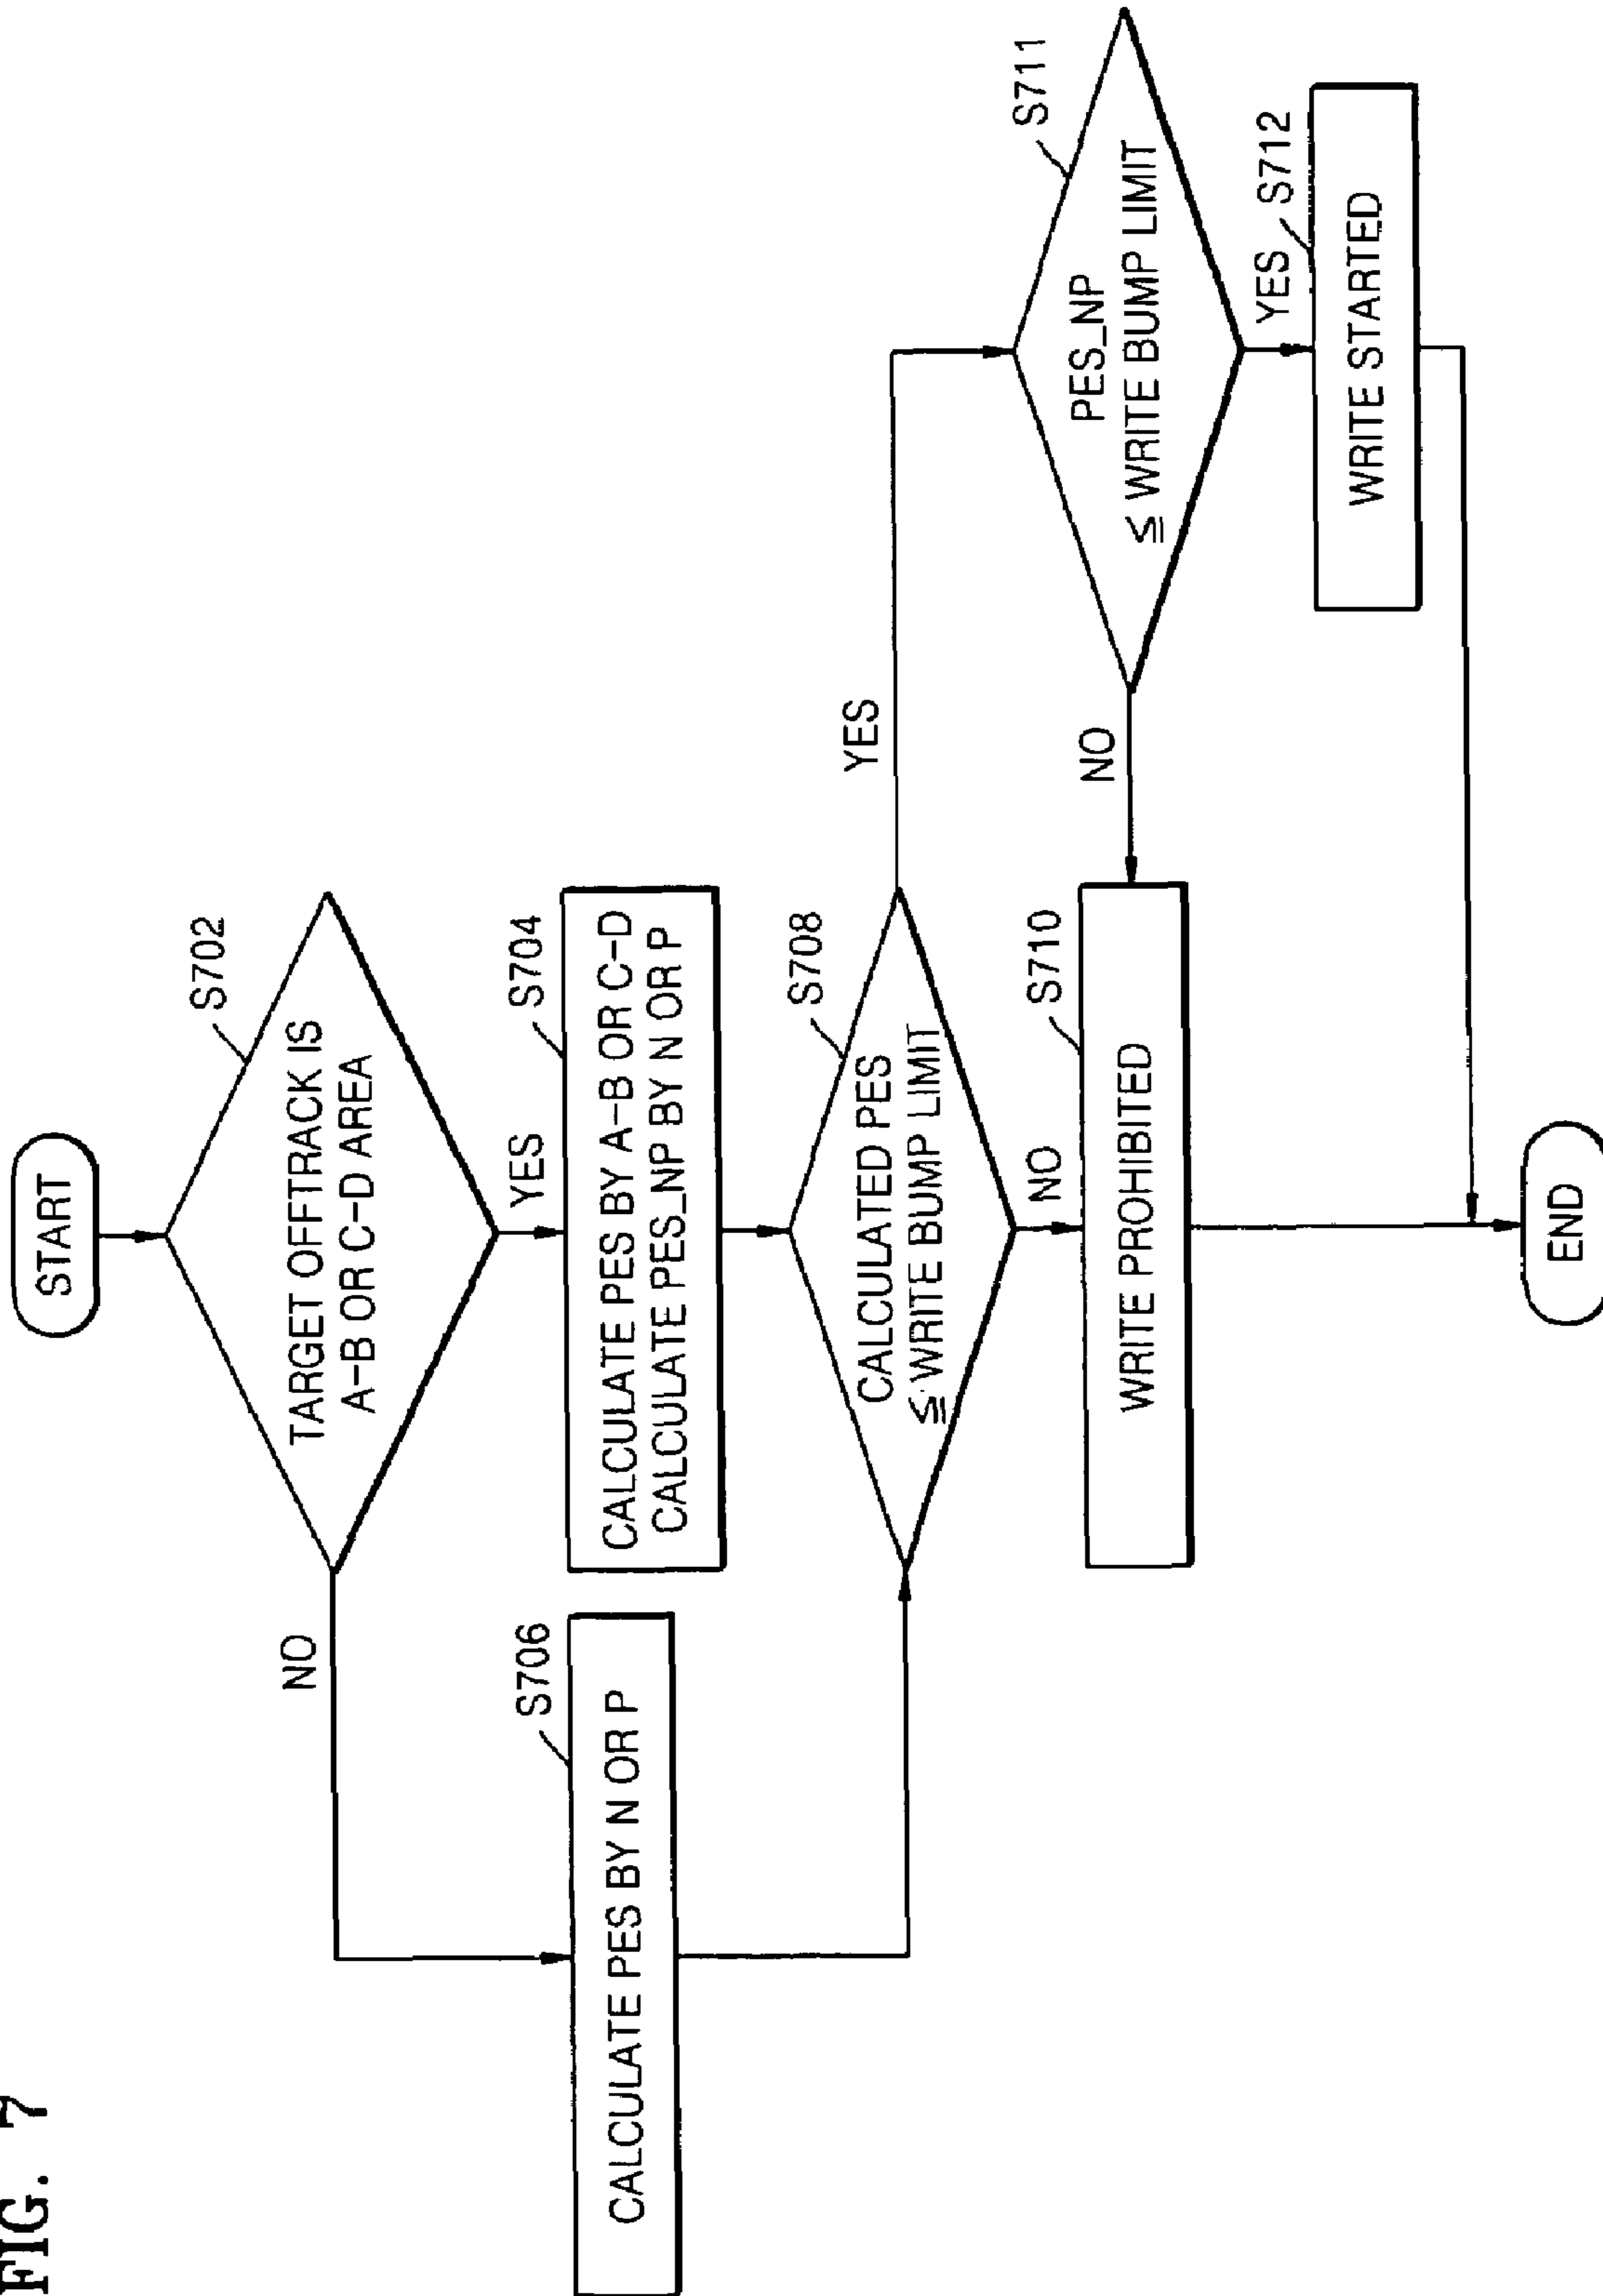 FIG. 7
START
S702
TARGET OFFTRACK IS
A-B OR C-D AREA
NO
YES
S706
CALCULATE PES BY N OR P
S704
CALCULATE PES BY A-B OR C-D
CALCULATE PES_NP BY N OR P
S708
CALCULATED PES
≦ WRITE BUMP LIMIT
YES
NO
S711
PES_NP
≦ WRITE BUMP LIMIT
NO
YES
S710
WRITE PROHIBITED
S712
WRITE STARTED
END